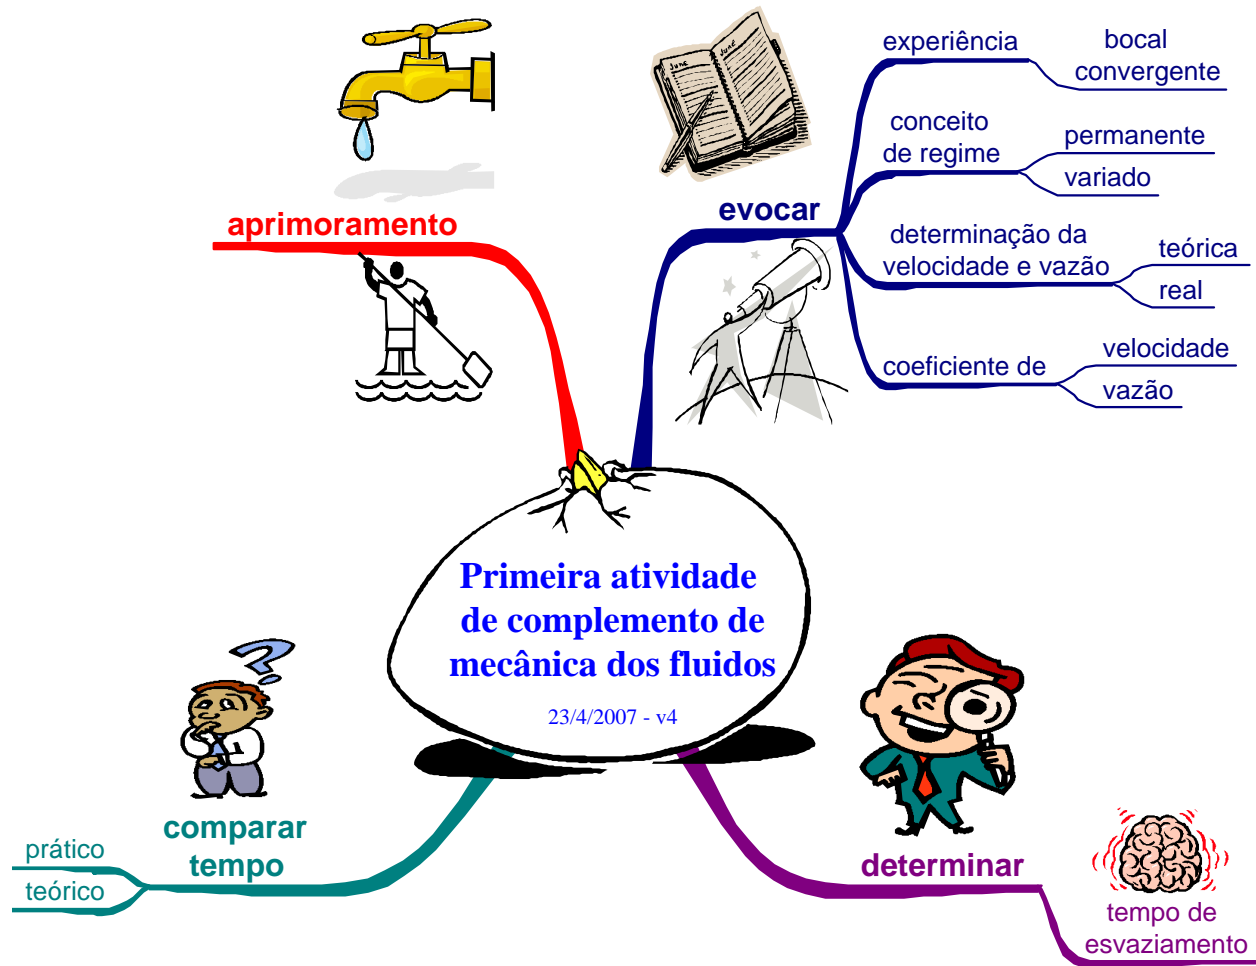 aprimoramento
evocar
experiência
bocal
convergente
conceito
de regime
permanente
variado
determinação da
velocidade e vazão
teórica
real
coeficiente de
velocidade
vazão
June
June
Primeira atividade
de complemento de
mecânica dos fluidos
23/4/2007 - v4
comparar
tempo
prático
teórico
determinar
tempo de
esvaziamento